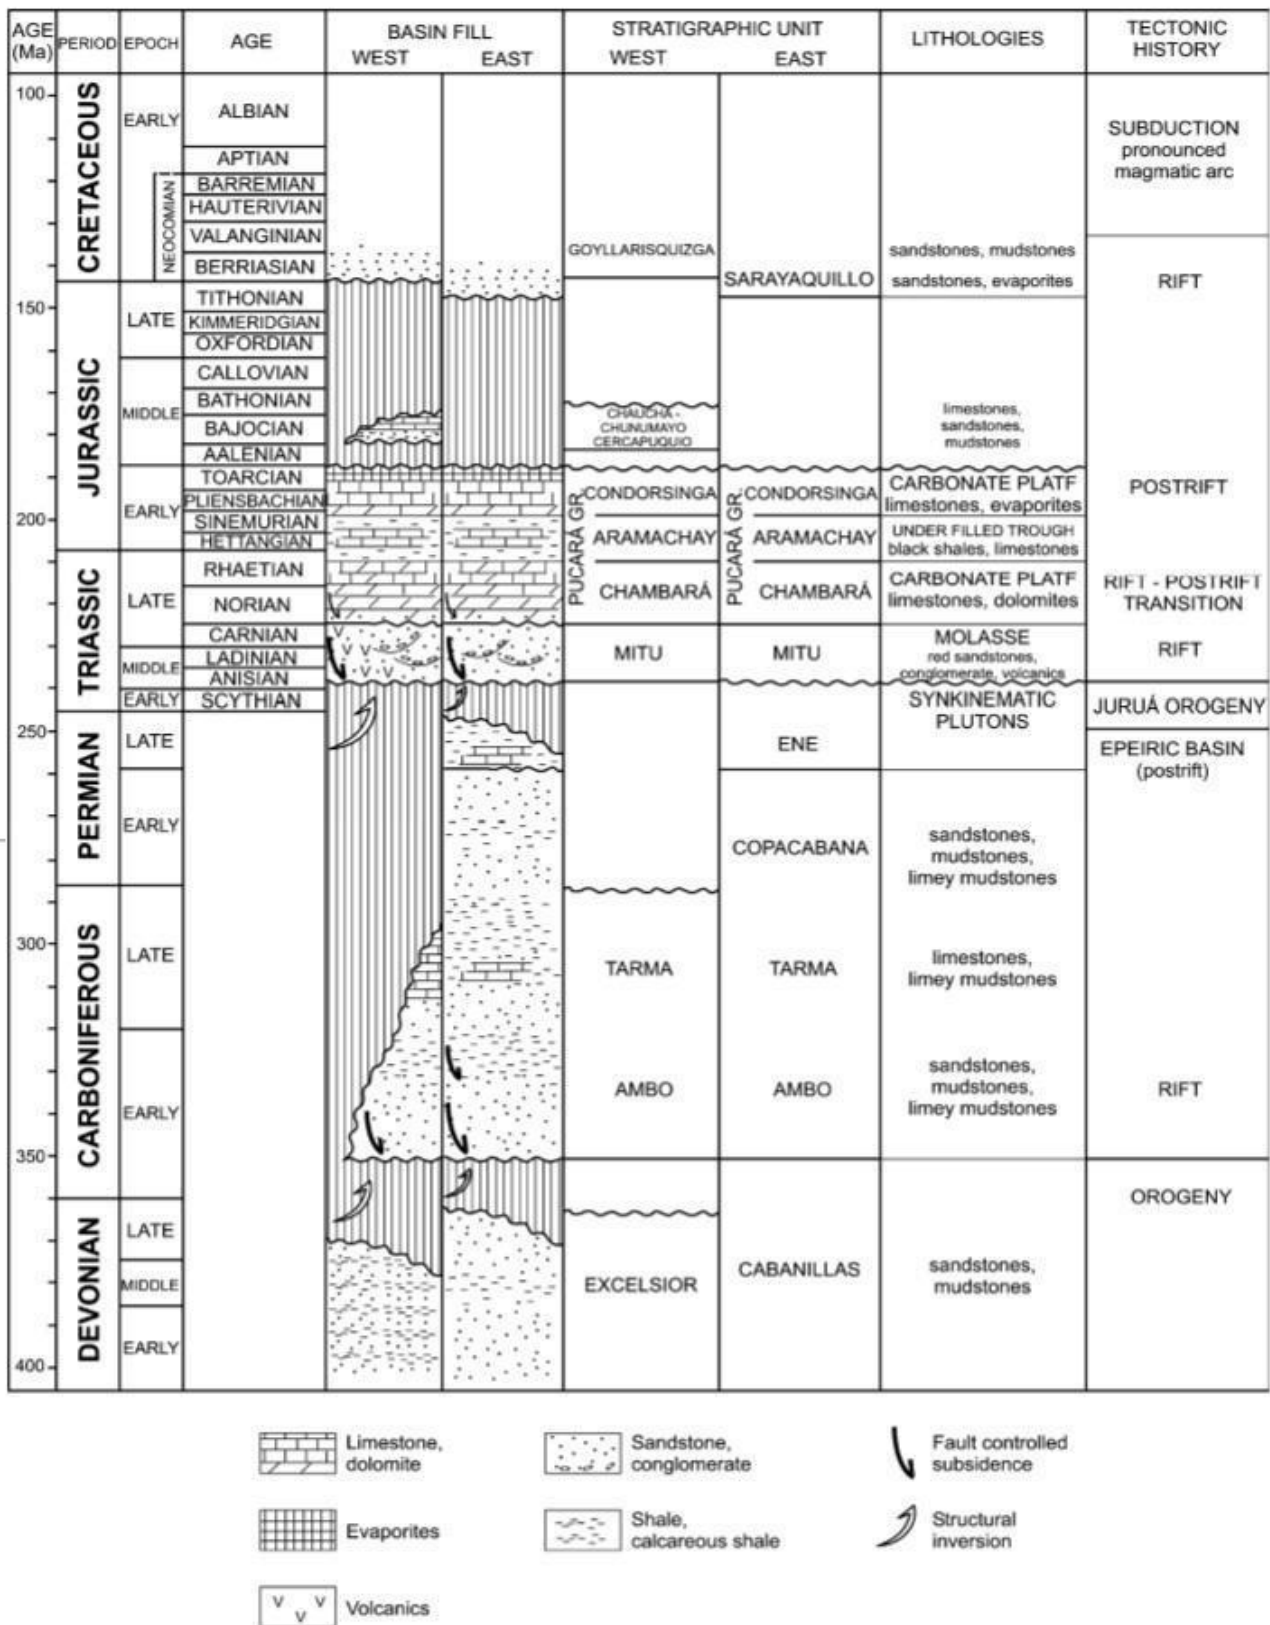 AGE
(Ma)
PERIOD
EPOCH
AGE
BASIN FILL
WEST
EAST
STRATIGRAPHIC UNIT
WEST
EAST
LITHOLOGIES
TECTONIC
HISTORY
100
150
200
250
300
350
400
CRETACEOUS
JURASSIC
TRIASSIC
PERMIAN
CARBONIFEROUS
DEVONIAN
EARLY
NEOCOMIAN
LATE
MIDDLE
EARLY
LATE
MIDDLE
EARLY
LATE
EARLY
LATE
EARLY
LATE
MIDDLE
EARLY
ALBIAN
APTIAN
BARREMIAN
HAUTERIVIAN
VALANGINIAN
BERRIASIAN
TITHONIAN
KIMMERIDGIAN
OXFORDIAN
CALLOVIAN
BATHONIAN
BAJOCIAN
AALENIAN
TOARCIAN
PLIENSBACHIAN
SINEMURIAN
HETTANGIAN
RHAETIAN
NORIAN
CARNIAN
LADINIAN
ANISIAN
SCYTHIAN
GOYLLARISQUIZGA
CHAUCHA -
CHUNUMAYO
CERCAPUQUIO
PUCARÁ GR.
CONDORSINGA
ARAMACHAY
CHAMBARÁ
MITU
TARMA
AMBO
EXCELSIOR
SARAYAQUILLO
PUCARÁ GR.
CONDORSINGA
ARAMACHAY
CHAMBARÁ
MITU
ENE
COPACABANA
TARMA
AMBO
CABANILLAS
sandstones, mudstones
sandstones, evaporites
limestones,
sandstones,
mudstones
CARBONATE PLATF
limestones, evaporites
UNDER FILLED TROUGH
black shales, limestones
CARBONATE PLATF
limestones, dolomites
MOLASSE
red sandstones,
conglomerate, volcanics
SYNKINEMATIC
PLUTONS
sandstones,
mudstones,
limey mudstones
limestones,
limey mudstones
sandstones,
mudstones,
limey mudstones
sandstones,
mudstones
SUBDUCTION
pronounced
magmatic arc
RIFT
POSTRIFT
RIFT - POSTRIFT
TRANSITION
RIFT
JURUÁ OROGENY
EPEIRIC BASIN
(postrift)
RIFT
OROGENY
Limestone,
dolomite
Sandstone,
conglomerate
Fault controlled
subsidence
Evaporites
Shale,
calcareous shale
Structural
inversion
Volcanics